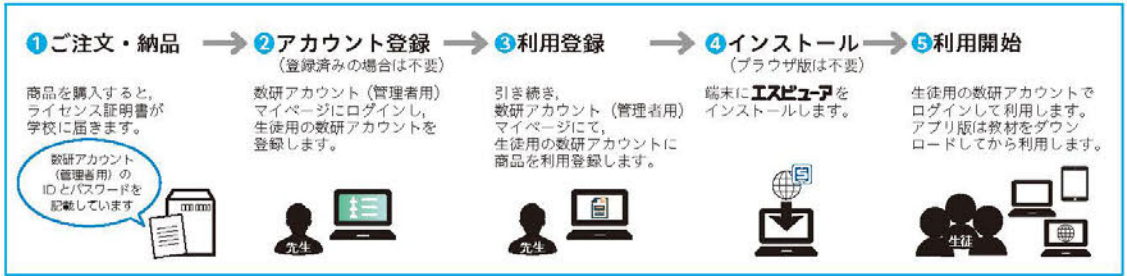 ❶ご注文・納品
商品を購入すると，
ライセンス証明書が
学校に届きます。
数研アカウント
（管理者用）の
IDとパスワードを
記載しています
❷アカウント登録
（登録済みの場合は不要）
数研アカウント（管理者用）
マイページにログインし，
生徒用の数研アカウントを
登録します。
先生
❸利用登録
引き続き，
数研アカウント（管理者用）
マイページにて，
生徒用の数研アカウントに
商品を利用登録します。
先生
❹インストール
（ブラウザ版は不要）
端末にエスビューアを
インストールします。
❺利用開始
生徒用の数研アカウントで
ログインして利用します。
アプリ版は教材をダウン
ロードしてから利用します。
生徒